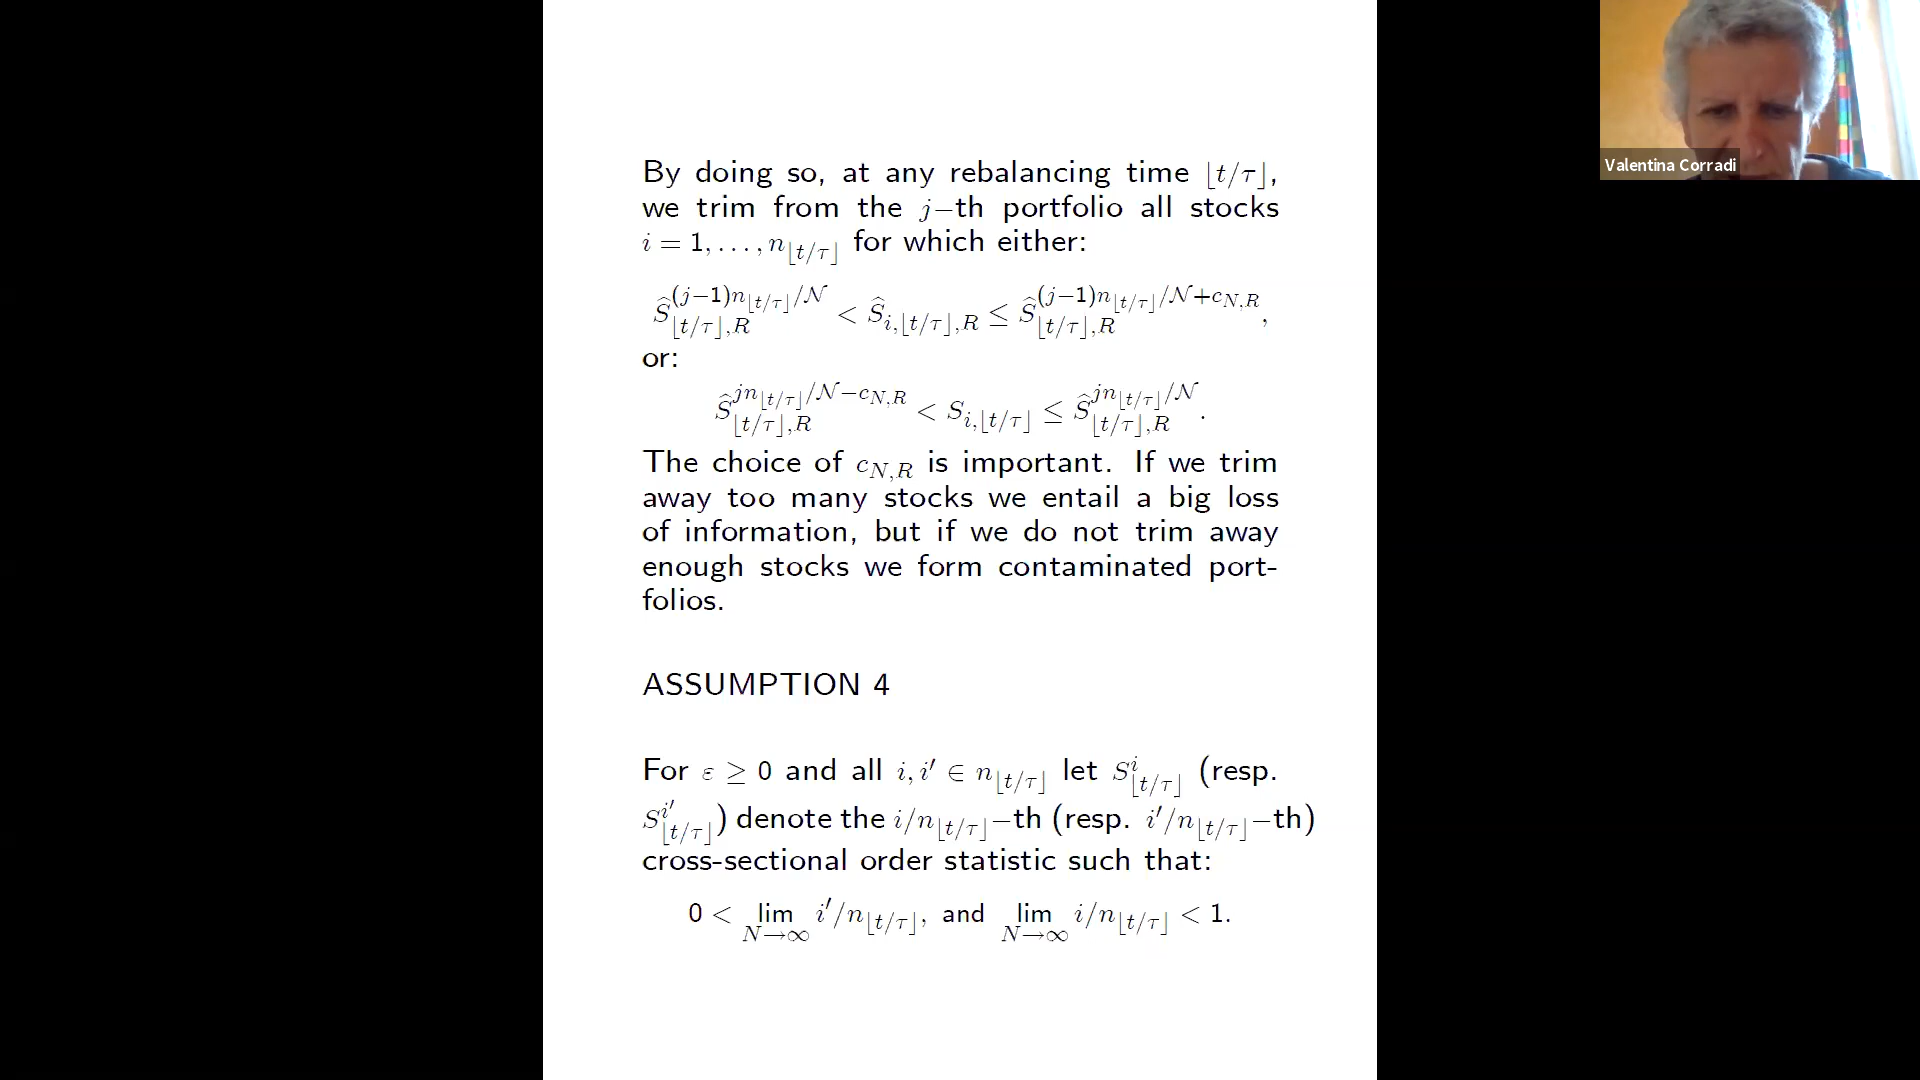 By doing so, at any rebalancing time ⌊t/τ⌋,
we trim from the j−th portfolio all stocks
i = 1, . . . , n_{⌊t/τ⌋} for which either:
Ŝ_{⌊t/τ⌋,R}^{(j−1)n_{⌊t/τ⌋}/𝒩} < Ŝ_{i,⌊t/τ⌋,R} ≤ Ŝ_{⌊t/τ⌋,R}^{(j−1)n_{⌊t/τ⌋}/𝒩+c_{N,R}},
or:
Ŝ_{⌊t/τ⌋,R}^{jn_{⌊t/τ⌋}/𝒩−c_{N,R}} < S_{i,⌊t/τ⌋} ≤ Ŝ_{⌊t/τ⌋,R}^{jn_{⌊t/τ⌋}/𝒩}.
The choice of c_{N,R} is important. If we trim
away too many stocks we entail a big loss
of information, but if we do not trim away
enough stocks we form contaminated port-
folios.
ASSUMPTION 4
For ε ≥ 0 and all i, i′ ∈ n_{⌊t/τ⌋} let S^{i}_{⌊t/τ⌋} (resp.
S^{i′}_{⌊t/τ⌋}) denote the i/n_{⌊t/τ⌋}−th (resp. i′/n_{⌊t/τ⌋}−th)
cross-sectional order statistic such that:
0 < lim_{N→∞} i′/n_{⌊t/τ⌋}, and lim_{N→∞} i/n_{⌊t/τ⌋} < 1.
Valentina Corradi